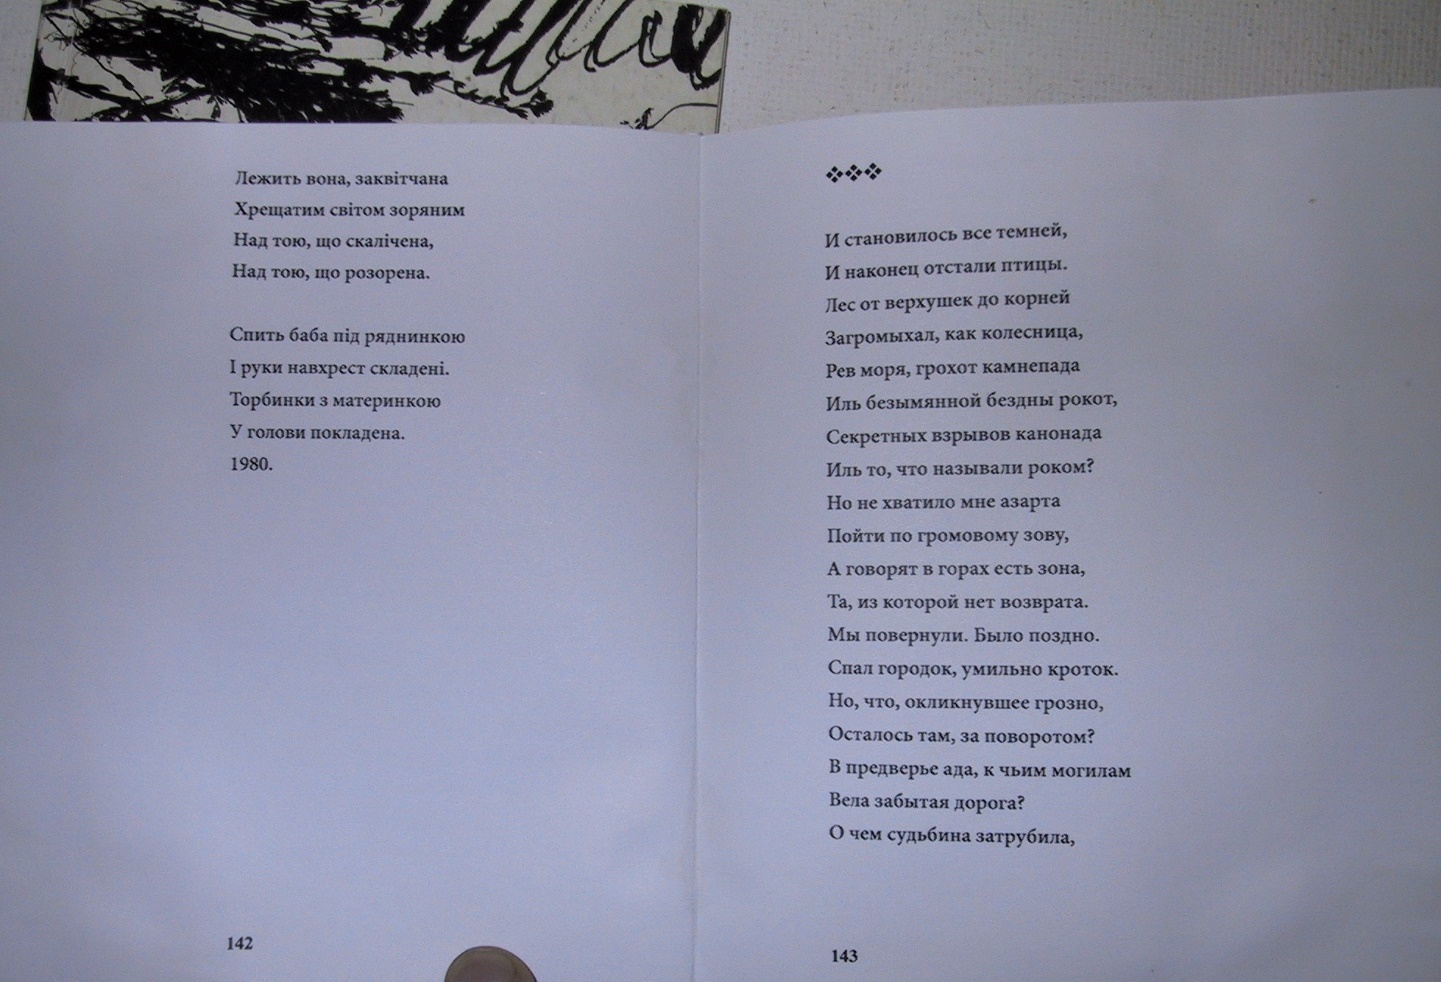 Лежить вона, заквітчана
Хрещатим світом зоряним
Над тою, що скалічена,
Над тою, що розорена.
Спить баба під ряднинкою
І руки навхрест складені.
Торбинки з материнкою
У голови покладена.
1980.
142
И становилось все темней,
И наконец отстали птицы.
Лес от верхушек до корней
Загромыхал, как колесница,
Рев моря, грохот камнепада
Иль безымянной бездны рокот,
Секретных взрывов канонада
Иль то, что называли роком?
Но не хватило мне азарта
Пойти по громовому зову,
А говорят в горах есть зона,
Та, из которой нет возврата.
Мы повернули. Было поздно.
Спал городок, умильно кроток.
Но, что, окликнувшее грозно,
Осталось там, за поворотом?
В предверье ада, к чьим могилам
Вела забытая дорога?
О чем судьбина затрубила,
143